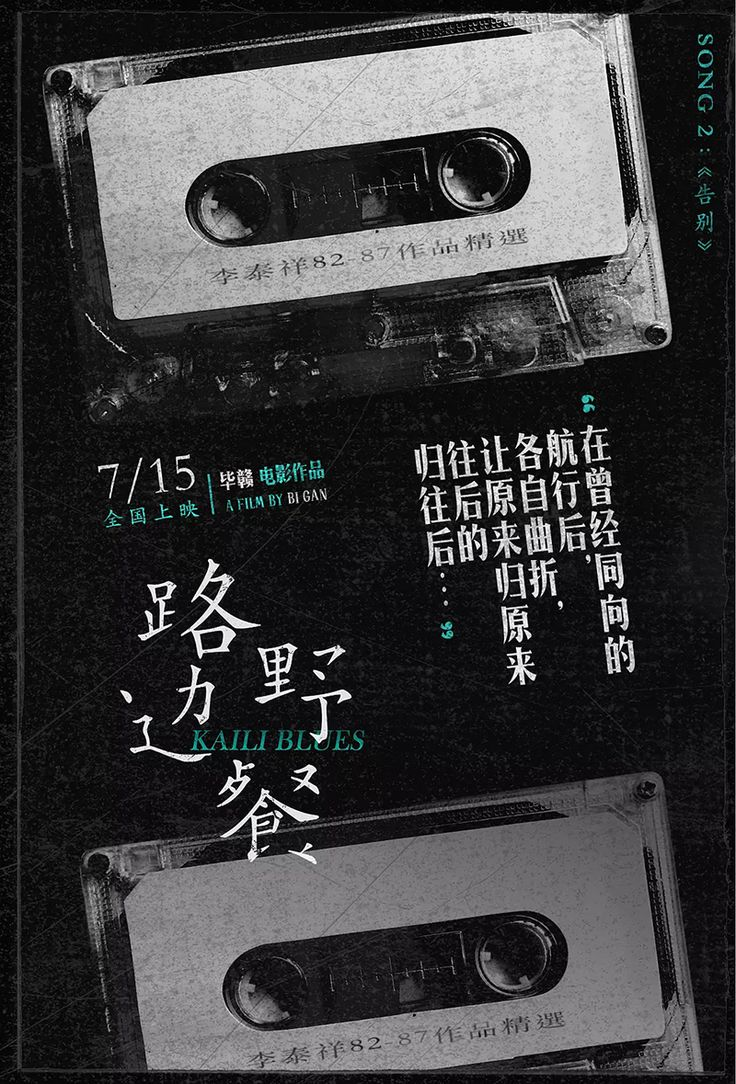 SONG 2:《告别》
李泰祥82-87作品精選
“
在曾经同向的
航行后,
各自曲折,
让原来归原来
往后的
归往后...
”
7/15
全国上映
毕赣 电影作品
A FILM BY BI GAN
路边野餐
KAILI BLUES
李泰祥82-87作品精選